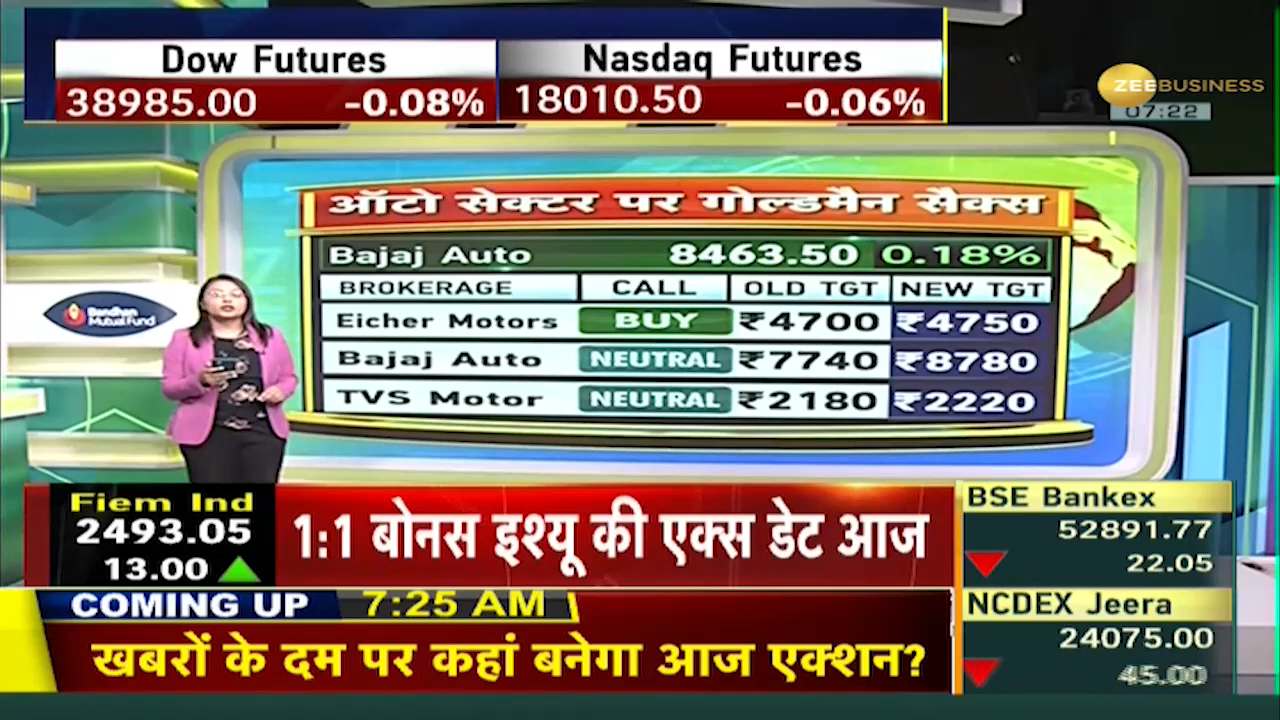 Dow Futures
38985.00 -0.08%
Nasdaq Futures
18010.50 -0.06%
ZEEBUSINESS
07:22
ऑटो सेक्टर पर गोल्डमैन सैक्स
Bajaj Auto 8463.50 0.18%
BROKERAGE CALL OLD TGT NEW TGT
Eicher Motors BUY ₹4700 ₹4750
Bajaj Auto NEUTRAL ₹7740 ₹8780
TVS Motor NEUTRAL ₹2180 ₹2220
Bandhan
Mutual Fund
Fiem Ind
2493.05
13.00
1:1 बोनस इश्यू की एक्स डेट आज
BSE Bankex
52891.77
22.05
COMING UP 7:25 AM
खबरों के दम पर कहां बनेगा आज एक्शन?
NCDEX Jeera
24075.00
45.00